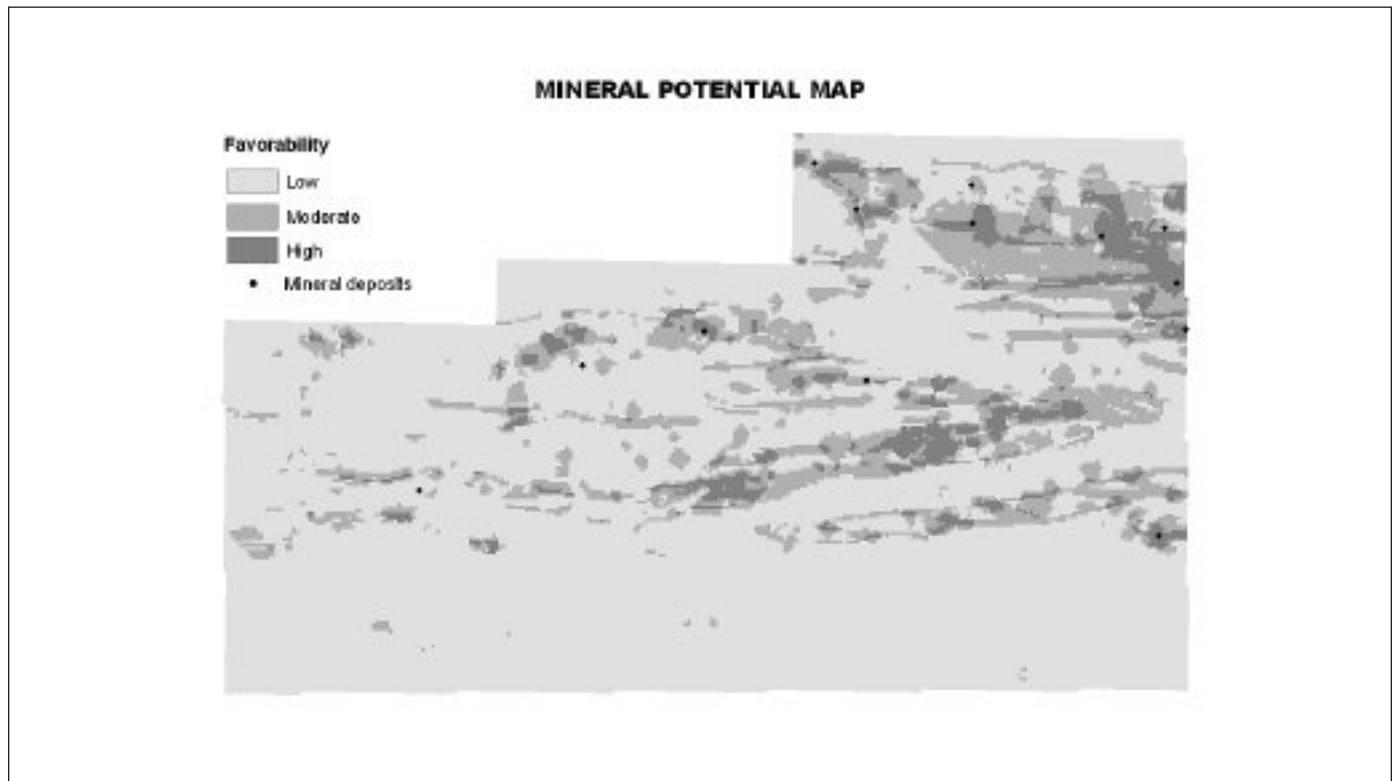 MINERAL POTENTIAL MAP
Favorability
Low
Moderate
High
Mineral deposits